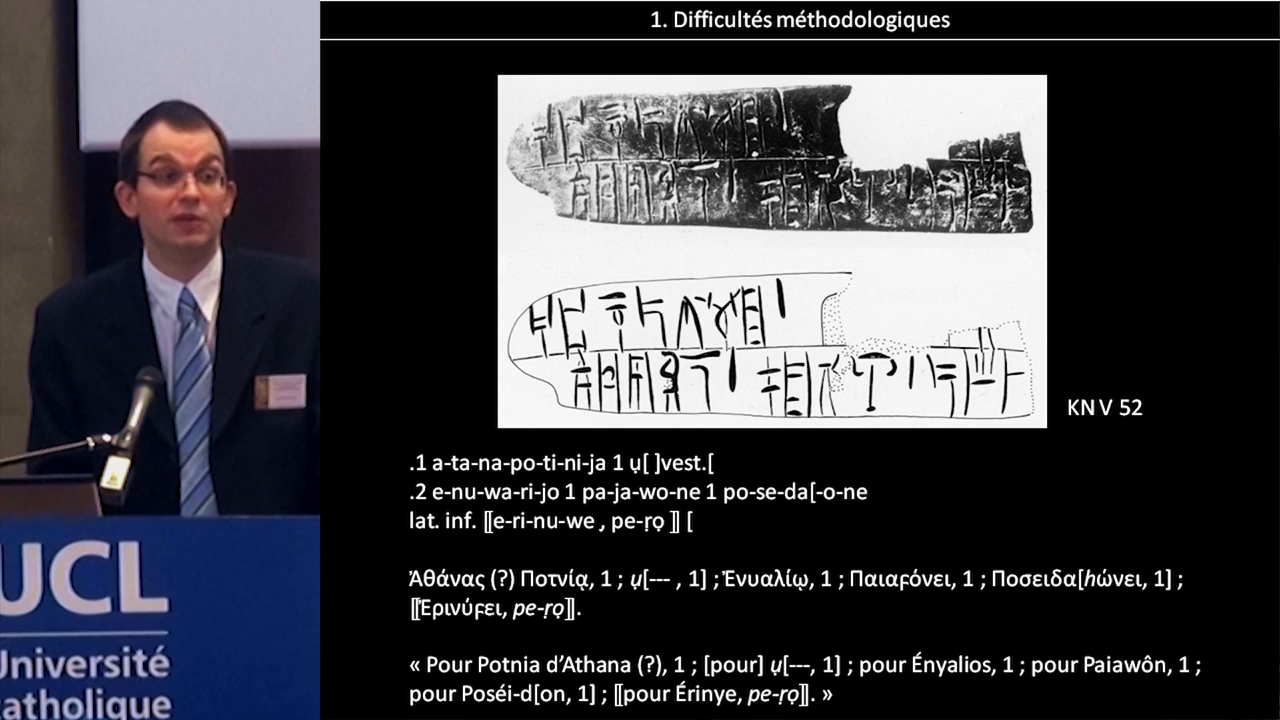 1. Difficultés méthodologiques
KN V 52
.1 a-ta-na-po-ti-ni-ja 1 ụ[ ]vest.[
.2 e-nu-wa-ri-jo 1 pa-ja-wo-ne 1 po-se-da[-o-ne
lat. inf. ⟦e-ri-nu-we , pe-ṛọ ⟧ [
Ἀθάνας (?) Ποτνίᾳ, 1 ; ụ[--- , 1] ; Ἐνυαλίῳ, 1 ; Παιαϝόνει, 1 ; Ποσειδα[hώνει, 1] ;
⟦Ἐρινύϝει, pe-ṛọ⟧.
« Pour Potnia d’Athana (?), 1 ; [pour] ụ[---, 1] ; pour Ényalios, 1 ; pour Paiawôn, 1 ;
pour Poséi-d[on, 1] ; ⟦pour Érinye, pe-ṛọ⟧. »
UCL
Université
catholique